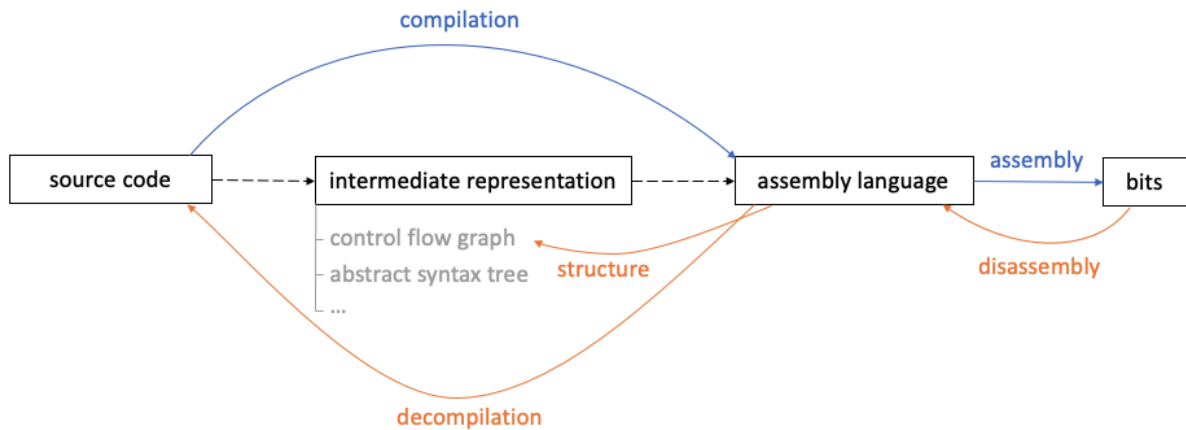 compilation
source code
intermediate representation
assembly language
assembly
bits
control flow graph
abstract syntax tree
...
structure
disassembly
decompilation